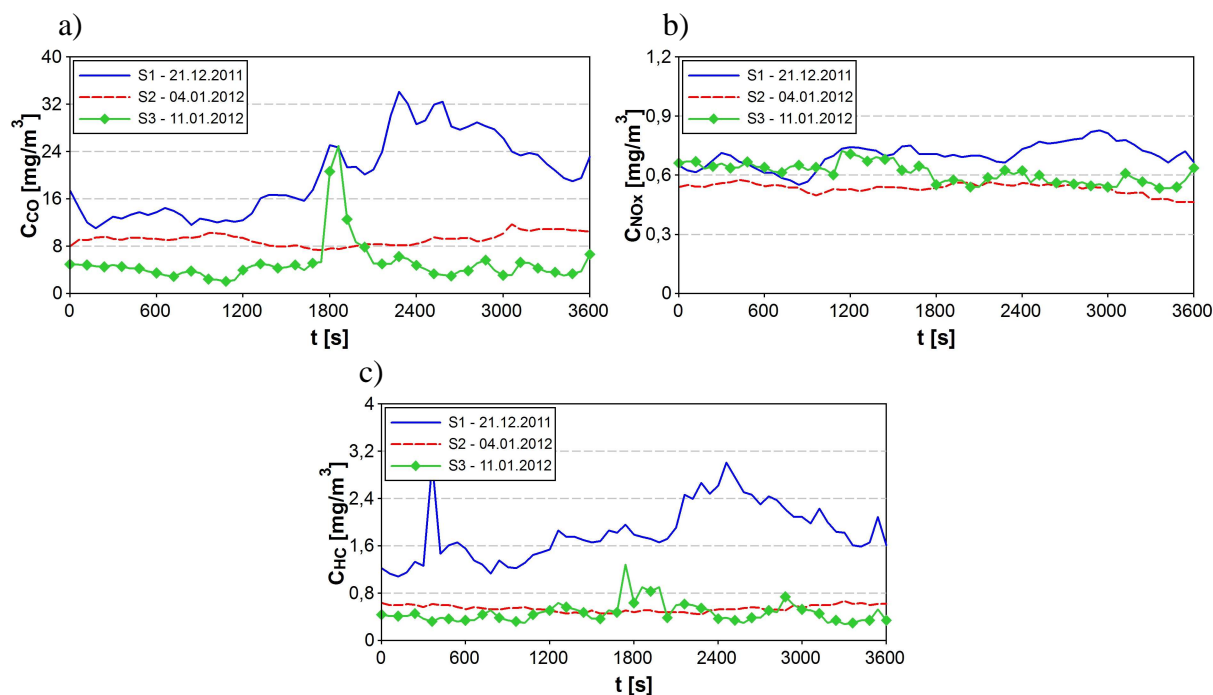 a)
40
32
24
16
8
0
C_CO [mg/m³]
S1 - 21.12.2011
S2 - 04.01.2012
S3 - 11.01.2012
0 600 1200 1800 2400 3000 3600
t [s]
b)
1,2
0,9
0,6
0,3
0
C_NOx [mg/m³]
S1 - 21.12.2011
S2 - 04.01.2012
S3 - 11.01.2012
0 600 1200 1800 2400 3000 3600
t [s]
c)
4
3,2
2,4
1,6
0,8
0
C_HC [mg/m³]
S1 - 21.12.2011
S2 - 04.01.2012
S3 - 11.01.2012
0 600 1200 1800 2400 3000 3600
t [s]